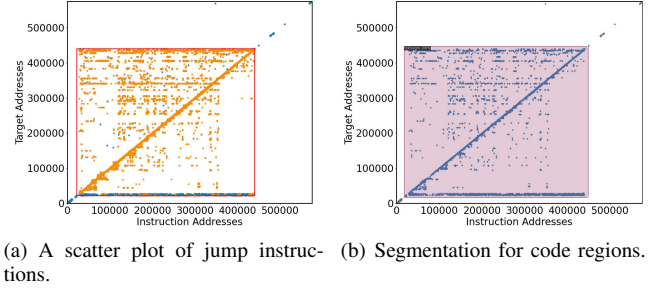 500000
400000
300000
200000
100000
0
Target Addresses
0 100000 200000 300000 400000 500000
Instruction Addresses
(a) A scatter plot of jump instruc-
tions.
500000
400000
300000
200000
100000
0
Target Addresses
0 100000 200000 300000 400000 500000
Instruction Addresses
(b) Segmentation for code regions.